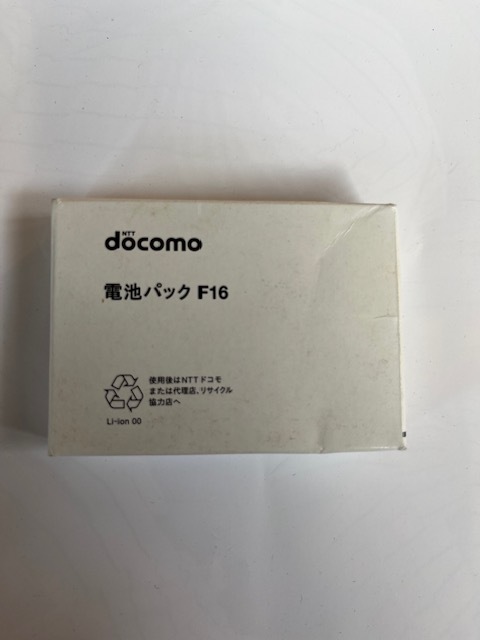 NTT
docomo
電池パック F16
使用後はNTTドコモ
または代理店、リサイクル
協力店へ
Li-ion 00